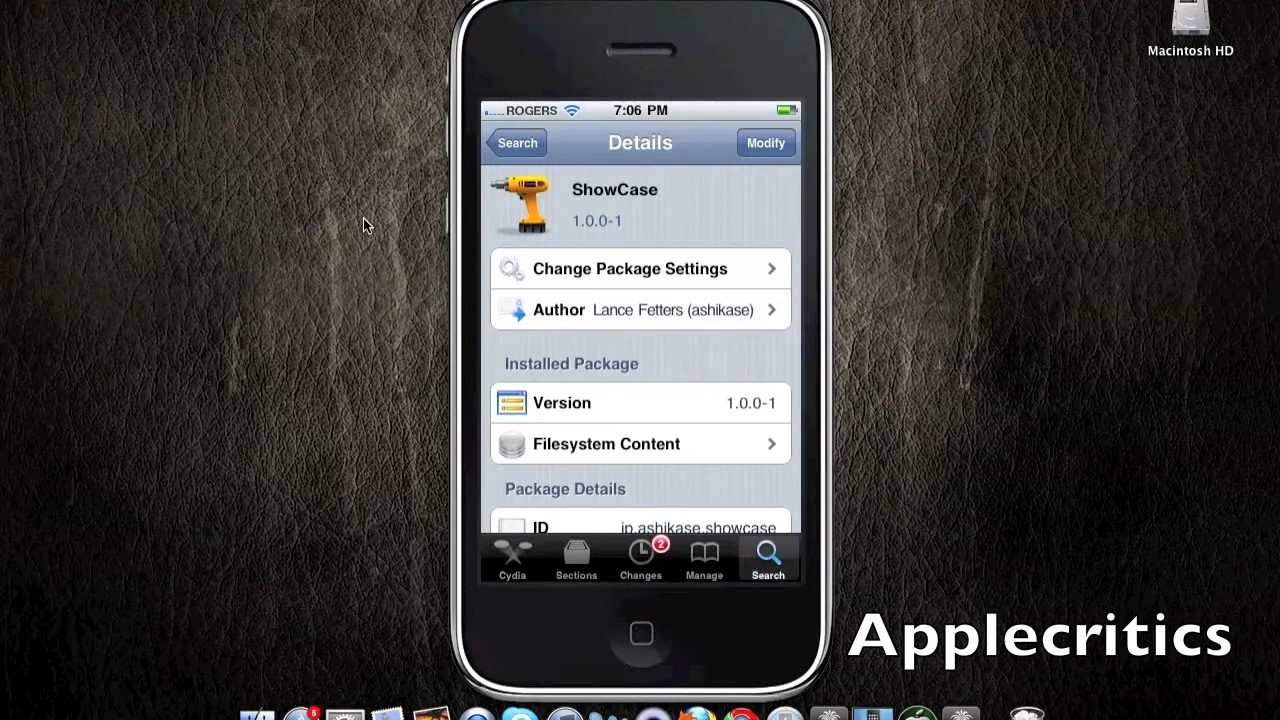 Macintosh HD
ROGERS 7:06 PM
Search Details Modify
ShowCase
1.0.0-1
Change Package Settings
Author Lance Fetters (ashikase)
Installed Package
Version 1.0.0-1
Filesystem Content
Package Details
ID jp.ashikase.showcase
2
Cydia Sections Changes Manage Search
Applecritics
6